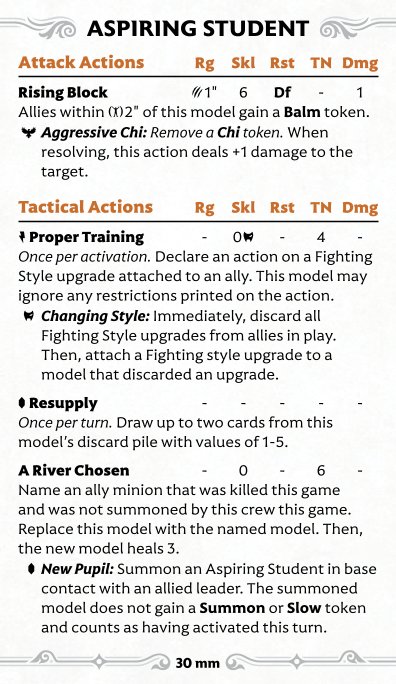 ASPIRING STUDENT
Attack Actions Rg Skl Rst TN Dmg
Rising Block 1" 6 Df - 1
Allies within 2" of this model gain a Balm token.
Aggressive Chi: Remove a Chi token. When
resolving, this action deals +1 damage to the
target.
Tactical Actions Rg Skl Rst TN Dmg
Proper Training - 0 - 4 -
Once per activation. Declare an action on a Fighting
Style upgrade attached to an ally. This model may
ignore any restrictions printed on the action.
Changing Style: Immediately, discard all
Fighting Style upgrades from allies in play.
Then, attach a Fighting style upgrade to a
model that discarded an upgrade.
Resupply - - - - -
Once per turn. Draw up to two cards from this
model's discard pile with values of 1-5.
A River Chosen - 0 - 6 -
Name an ally minion that was killed this game
and was not summoned by this crew this game.
Replace this model with the named model. Then,
the new model heals 3.
New Pupil: Summon an Aspiring Student in base
contact with an allied leader. The summoned
model does not gain a Summon or Slow token
and counts as having activated this turn.
30 mm